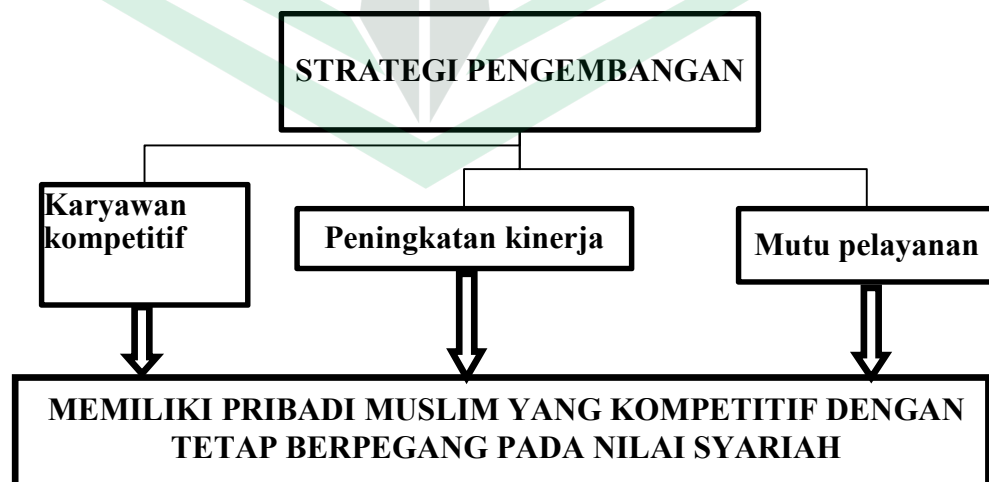 STRATEGI PENGEMBANGAN
Karyawan
kompetitif
Peningkatan kinerja
Mutu pelayanan
MEMILIKI PRIBADI MUSLIM YANG KOMPETITIF DENGAN
TETAP BERPEGANG PADA NILAI SYARIAH